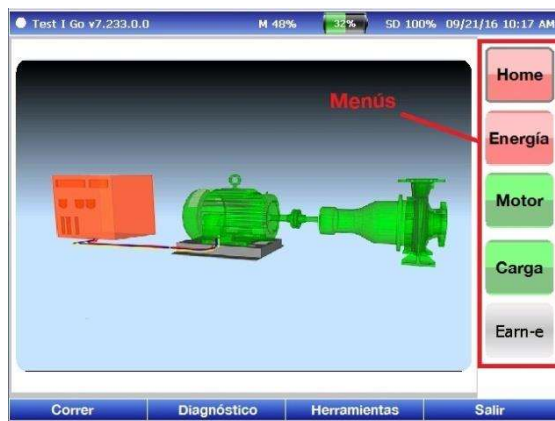 Test I Go v7.233.0.0 M 48% 32% SD 100% 09/21/16 10:17 AM
Menús
Home
Energía
Motor
Carga
Earn-e
Correr Diagnóstico Herramientas Salir